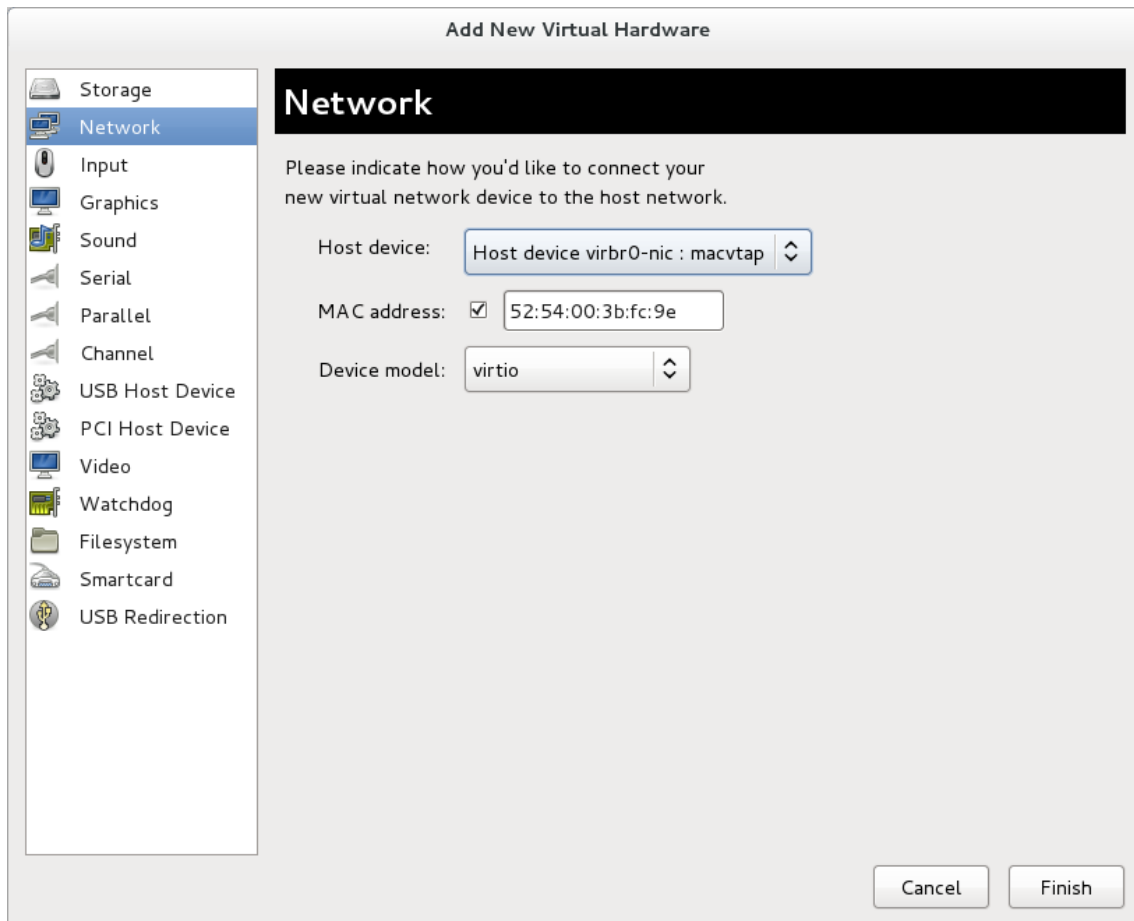 Add New Virtual Hardware
Storage
Network
Input
Graphics
Sound
Serial
Parallel
Channel
USB Host Device
PCI Host Device
Video
Watchdog
Filesystem
Smartcard
USB Redirection
Network
Please indicate how you'd like to connect your
new virtual network device to the host network.
Host device: Host device virbr0-nic : macvtap
MAC address: 52:54:00:3b:fc:9e
Device model: virtio
Cancel Finish